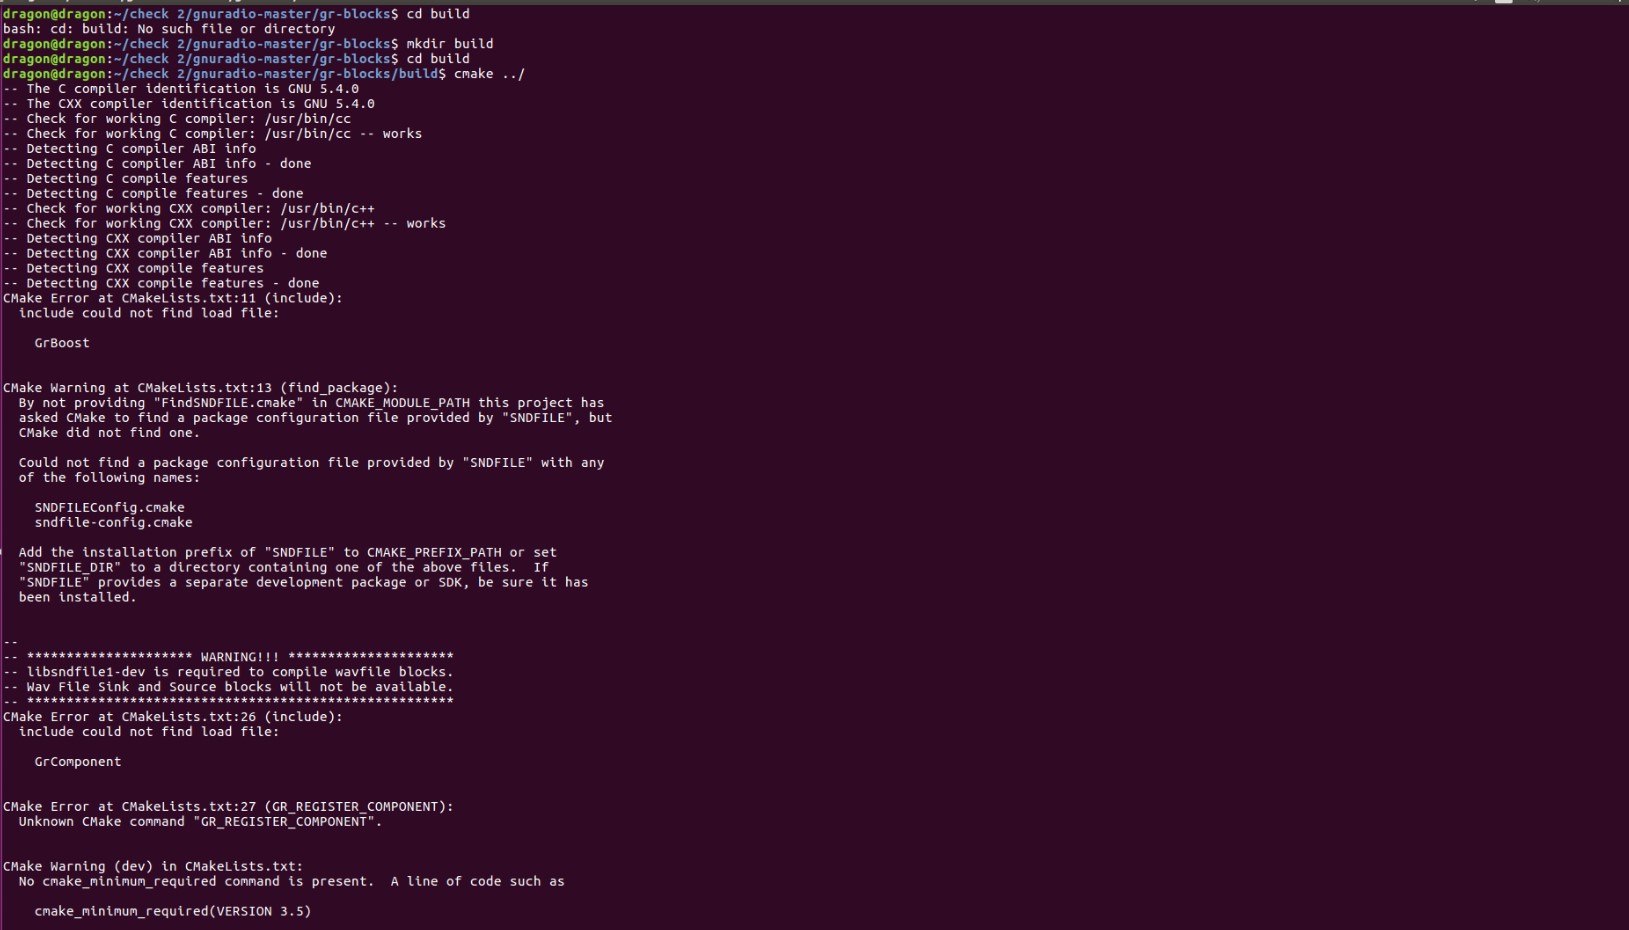 dragon@dragon:~/check 2/gnuradio-master/gr-blocks$ cd build
bash: cd: build: No such file or directory
dragon@dragon:~/check 2/gnuradio-master/gr-blocks$ mkdir build
dragon@dragon:~/check 2/gnuradio-master/gr-blocks$ cd build
dragon@dragon:~/check 2/gnuradio-master/gr-blocks/build$ cmake ../
-- The C compiler identification is GNU 5.4.0
-- The CXX compiler identification is GNU 5.4.0
-- Check for working C compiler: /usr/bin/cc
-- Check for working C compiler: /usr/bin/cc -- works
-- Detecting C compiler ABI info
-- Detecting C compiler ABI info - done
-- Detecting C compile features
-- Detecting C compile features - done
-- Check for working CXX compiler: /usr/bin/c++
-- Check for working CXX compiler: /usr/bin/c++ -- works
-- Detecting CXX compiler ABI info
-- Detecting CXX compiler ABI info - done
-- Detecting CXX compile features
-- Detecting CXX compile features - done
CMake Error at CMakeLists.txt:11 (include):
  include could not find load file:

    GrBoost


CMake Warning at CMakeLists.txt:13 (find_package):
  By not providing "FindSNDFILE.cmake" in CMAKE_MODULE_PATH this project has
  asked CMake to find a package configuration file provided by "SNDFILE", but
  CMake did not find one.

  Could not find a package configuration file provided by "SNDFILE" with any
  of the following names:

    SNDFILEConfig.cmake
    sndfile-config.cmake

  Add the installation prefix of "SNDFILE" to CMAKE_PREFIX_PATH or set
  "SNDFILE_DIR" to a directory containing one of the above files.  If
  "SNDFILE" provides a separate development package or SDK, be sure it has
  been installed.


--
-- ********************* WARNING!!! *********************
-- libsndfile1-dev is required to compile wavfile blocks.
-- Wav File Sink and Source blocks will not be available.
-- ******************************************************
CMake Error at CMakeLists.txt:26 (include):
  include could not find load file:

    GrComponent


CMake Error at CMakeLists.txt:27 (GR_REGISTER_COMPONENT):
  Unknown CMake command "GR_REGISTER_COMPONENT".


CMake Warning (dev) in CMakeLists.txt:
  No cmake_minimum_required command is present.  A line of code such as

    cmake_minimum_required(VERSION 3.5)